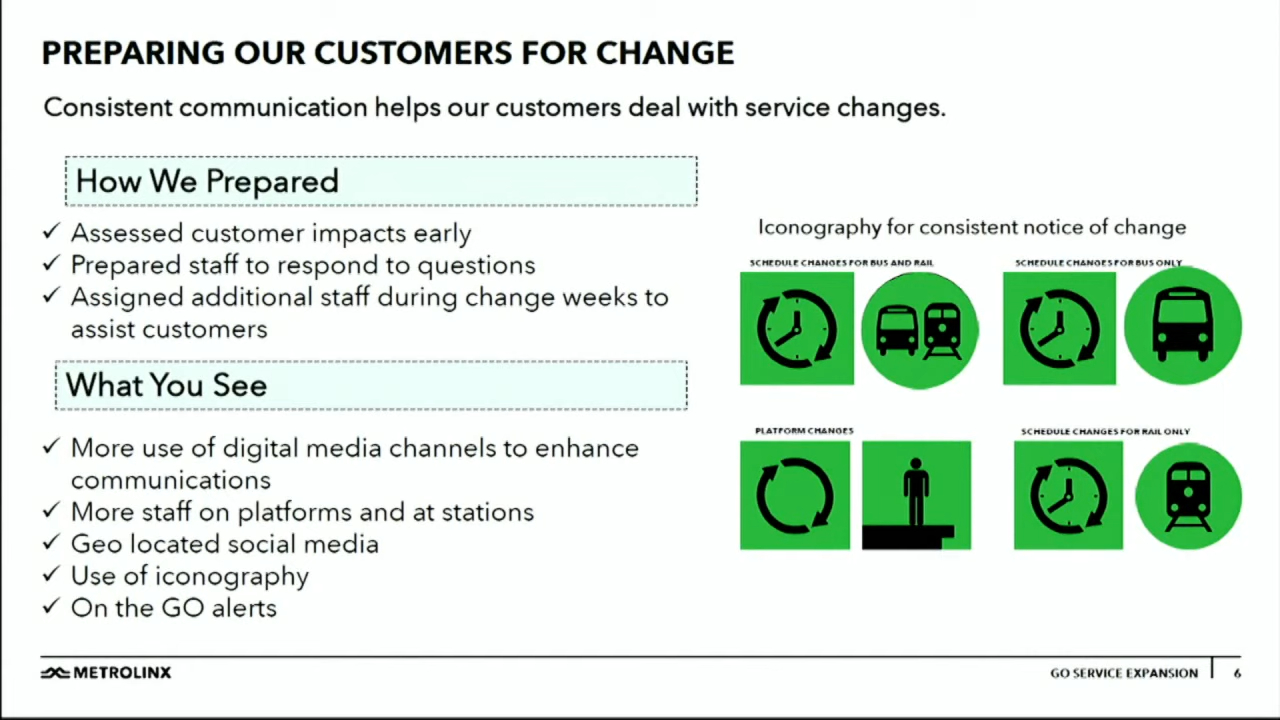 PREPARING OUR CUSTOMERS FOR CHANGE
Consistent communication helps our customers deal with service changes.
How We Prepared
✓ Assessed customer impacts early
✓ Prepared staff to respond to questions
✓ Assigned additional staff during change weeks to
assist customers
What You See
✓ More use of digital media channels to enhance
communications
✓ More staff on platforms and at stations
✓ Geo located social media
✓ Use of iconography
✓ On the GO alerts
Iconography for consistent notice of change
SCHEDULE CHANGES FOR BUS AND RAIL
SCHEDULE CHANGES FOR BUS ONLY
PLATFORM CHANGES
SCHEDULE CHANGES FOR RAIL ONLY
METROLINX
GO SERVICE EXPANSION
6